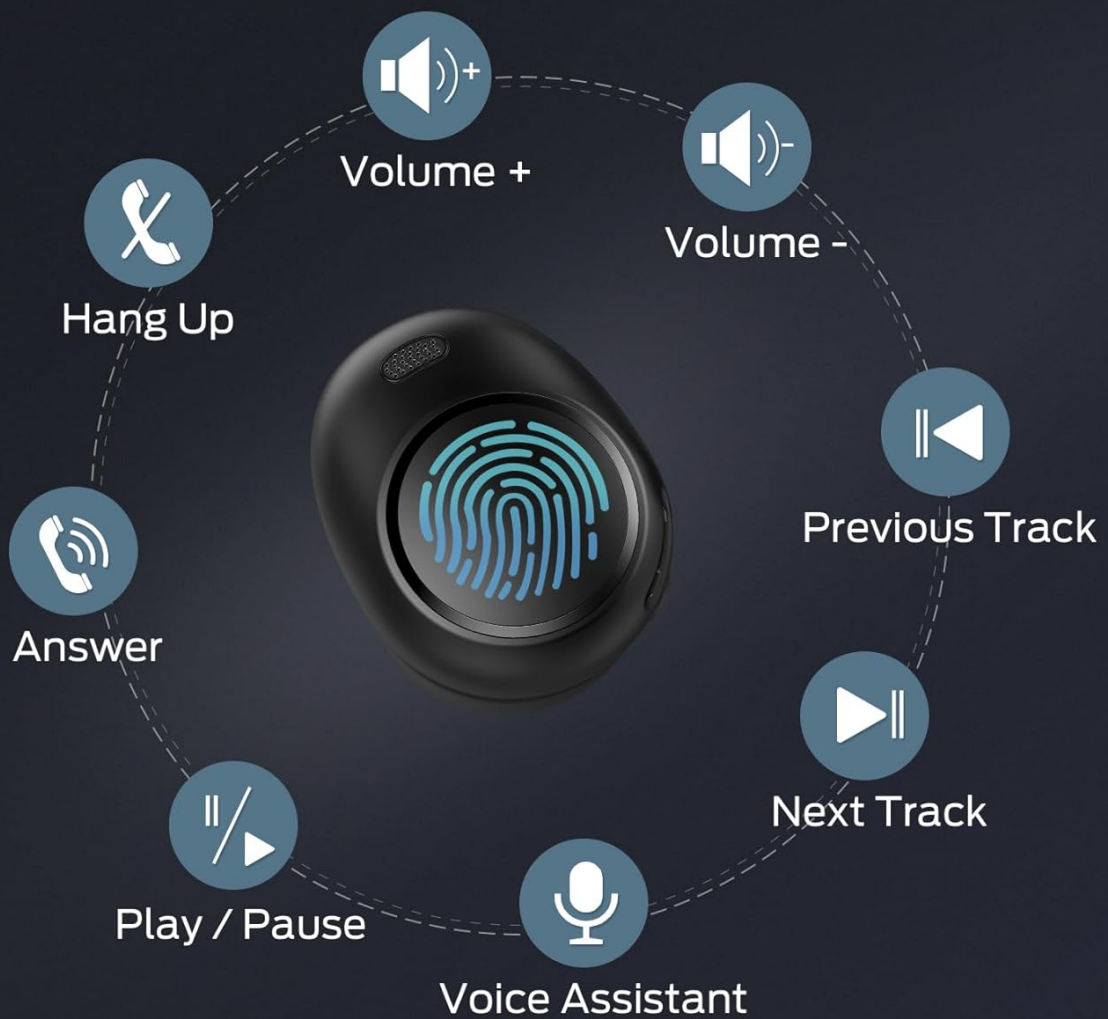 Volume +
Volume -
Hang Up
Previous Track
Answer
Next Track
Play / Pause
Voice Assistant